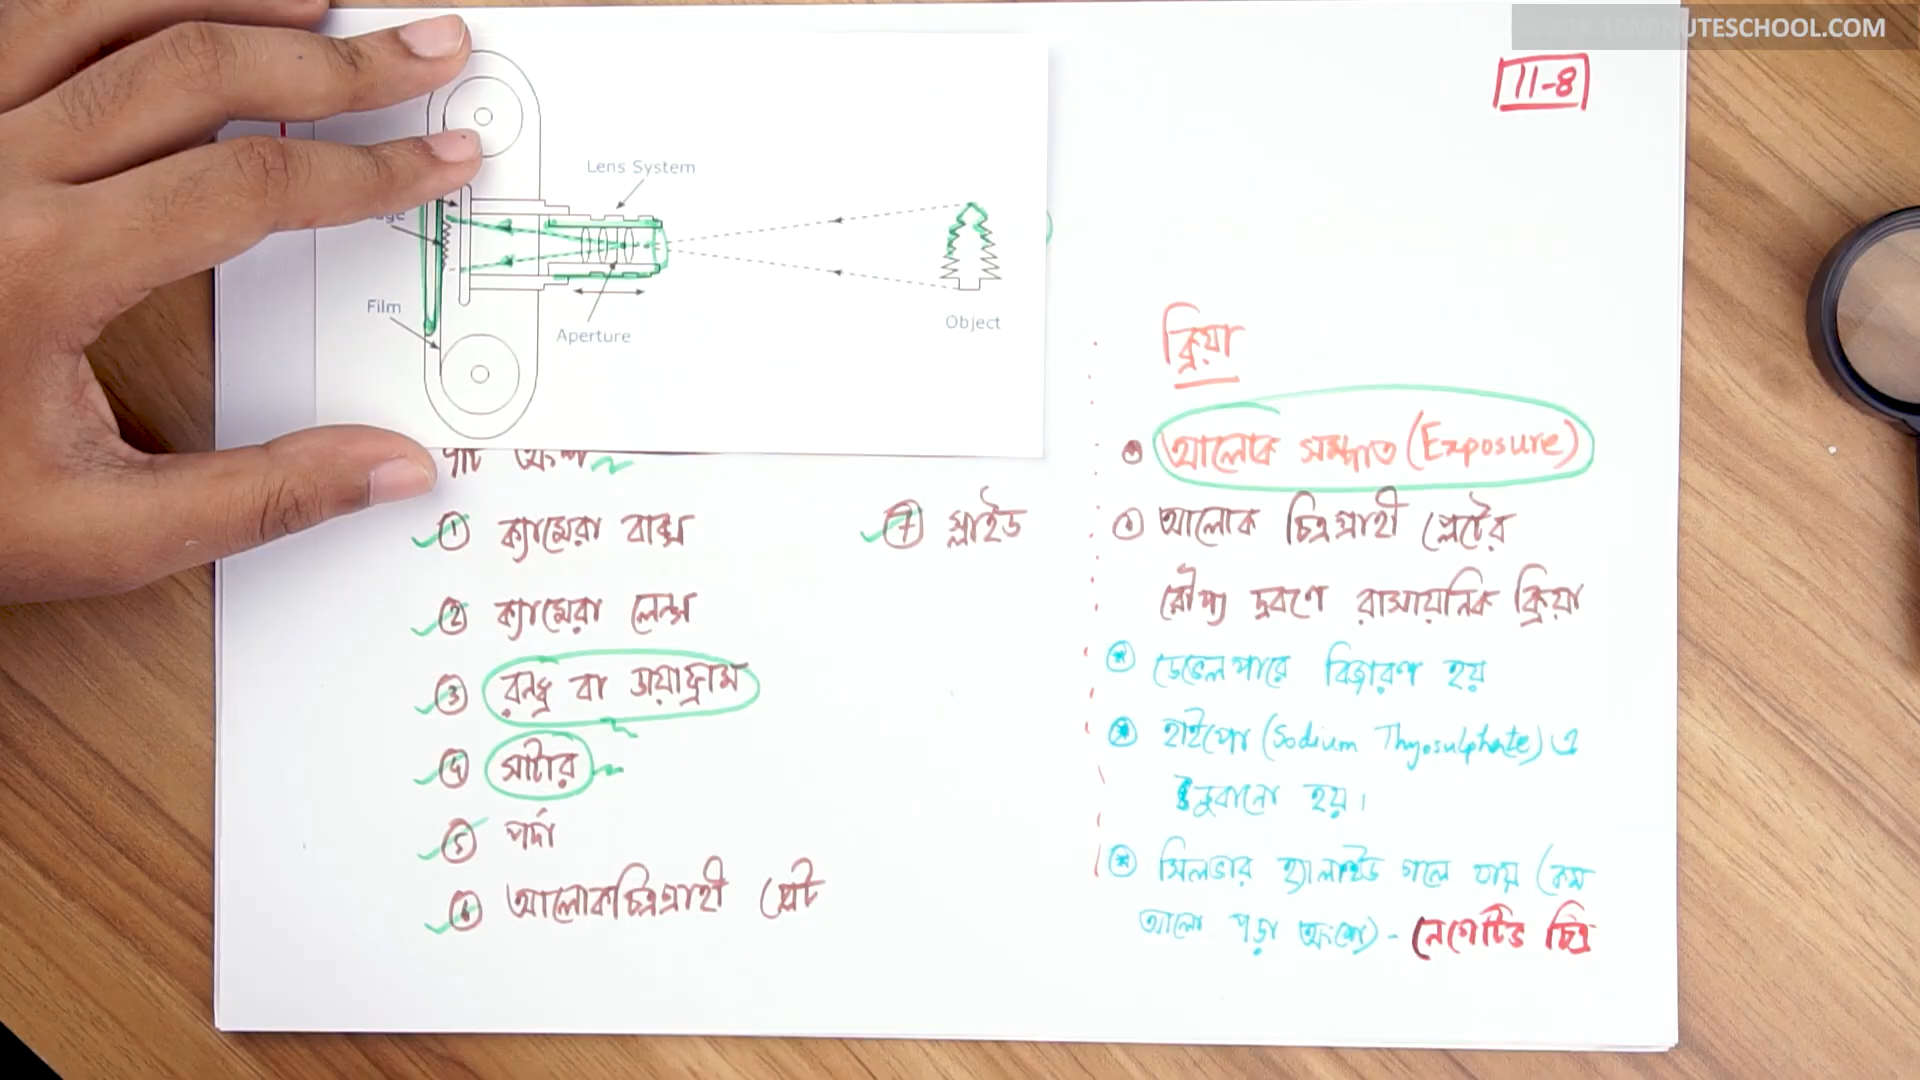 MINUTESCHOOL.COM
11-8
Lens System
Film
Aperture
Object
ক্রিয়া
আলোক সম্পাত (Exposure)
① ক্যামেরা বাক্স
② ক্যামেরা লেন্স
③ রন্ধ্র বা ডায়াফ্রাম
④ সাটার
⑤ পর্দা
⑥ আলোকচিত্রগ্রাহী প্লেট
⑦ স্লাইড
① আলোক চিত্রগ্রাহী প্লেটের
রৌপ্য দ্রবণে রাসায়নিক ক্রিয়া
* ডেভেলপারে বিজারণ হয়
* হাইপো (Sodium Thyosulphate) এ
ডুবানো হয়।
* সিলভার হ্যালাইড গলে যায় (কম
আলো পড়া অংশে) - নেগেটিভ চিত্র